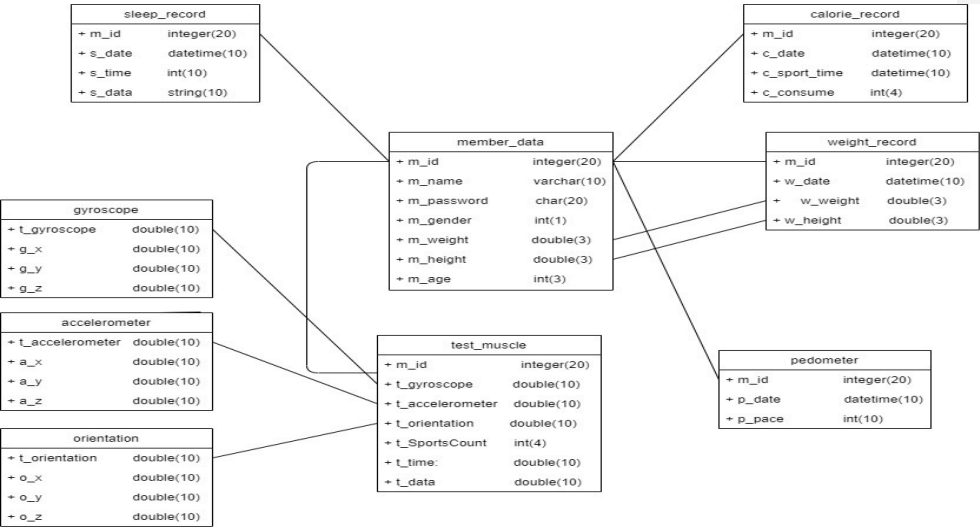 sleep_record
+ m_id integer(20)
+ s_date datetime(10)
+ s_time int(10)
+ s_data string(10)
calorie_record
+ m_id integer(20)
+ c_date datetime(10)
+ c_sport_time datetime(10)
+ c_consume int(4)
member_data
+ m_id integer(20)
+ m_name varchar(10)
+ m_password char(20)
+ m_gender int(1)
+ m_weight double(3)
+ m_height double(3)
+ m_age int(3)
weight_record
+ m_id integer(20)
+ w_date datetime(10)
+ w_weight double(3)
+ w_height double(3)
gyroscope
+ t_gyroscope double(10)
+ g_x double(10)
+ g_y double(10)
+ g_z double(10)
accelerometer
+ t_accelerometer double(10)
+ a_x double(10)
+ a_y double(10)
+ a_z double(10)
test_muscle
+ m_id integer(20)
+ t_gyroscope double(10)
+ t_accelerometer double(10)
+ t_orientation double(10)
+ t_SportsCount int(4)
+ t_time: double(10)
+ t_data double(10)
pedometer
+ m_id integer(20)
+ p_date datetime(10)
+ p_pace int(10)
orientation
+ t_orientation double(10)
+ o_x double(10)
+ o_y double(10)
+ o_z double(10)